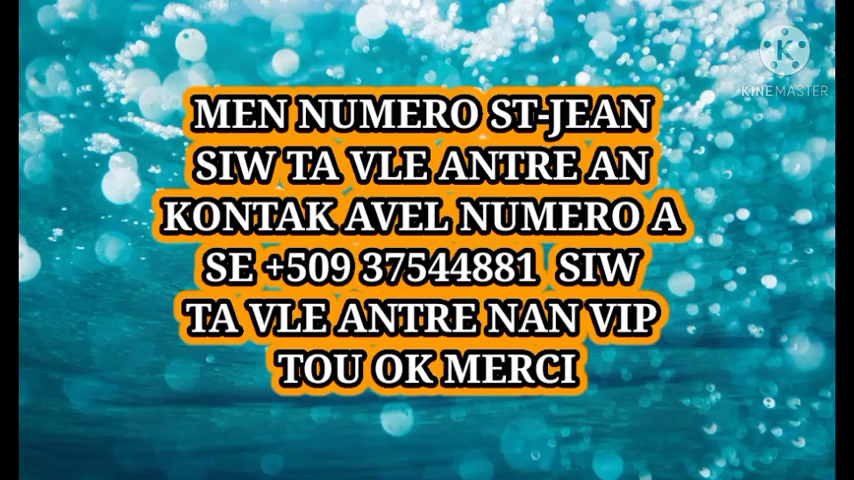 KINEMASTER
MEN NUMERO ST-JEAN
SIW TA VLE ANTRE AN
KONTAK AVEL NUMERO A
SE +509 37544881 SIW
TA VLE ANTRE NAN VIP
TOU OK MERCI